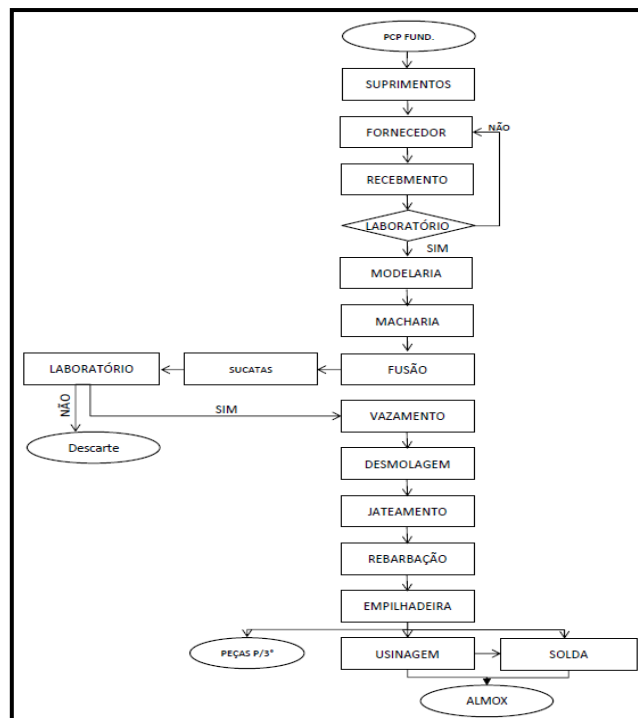 PCP FUND.
SUPRIMENTOS
FORNECEDOR
NÃO
RECEBMENTO
LABORATÓRIO
SIM
MODELARIA
MACHARIA
LABORATÓRIO
SUCATAS
FUSÃO
NÃO
SIM
VAZAMENTO
Descarte
DESMOLAGEM
JATEAMENTO
REBARBAÇÃO
EMPILHADEIRA
PEÇAS P/3°
USINAGEM
SOLDA
ALMOX